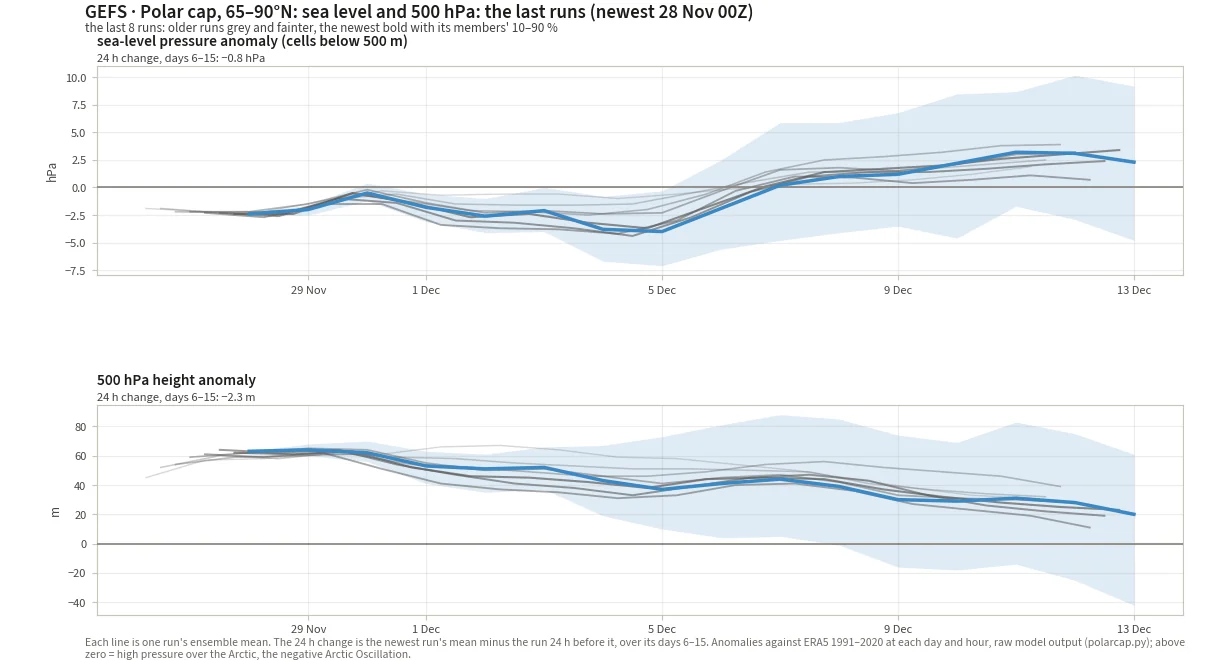 GEFS · Polar cap, 65–90°N: sea level and 500 hPa: the last runs (newest 28 Nov 00Z)
the last 8 runs: older runs grey and fainter, the newest bold with its members' 10–90 %
sea-level pressure anomaly (cells below 500 m)
24 h change, days 6–15: −0.8 hPa
10.0
7.5
5.0
2.5
0.0
−2.5
−5.0
−7.5
hPa
29 Nov
1 Dec
5 Dec
9 Dec
13 Dec
500 hPa height anomaly
24 h change, days 6–15: −2.3 m
80
60
40
20
0
−20
−40
m
29 Nov
1 Dec
5 Dec
9 Dec
13 Dec
Each line is one run's ensemble mean. The 24 h change is the newest run's mean minus the run 24 h before it, over its days 6–15. Anomalies against ERA5 1991–2020 at each day and hour, raw model output (polarcap.py); above
zero = high pressure over the Arctic, the negative Arctic Oscillation.